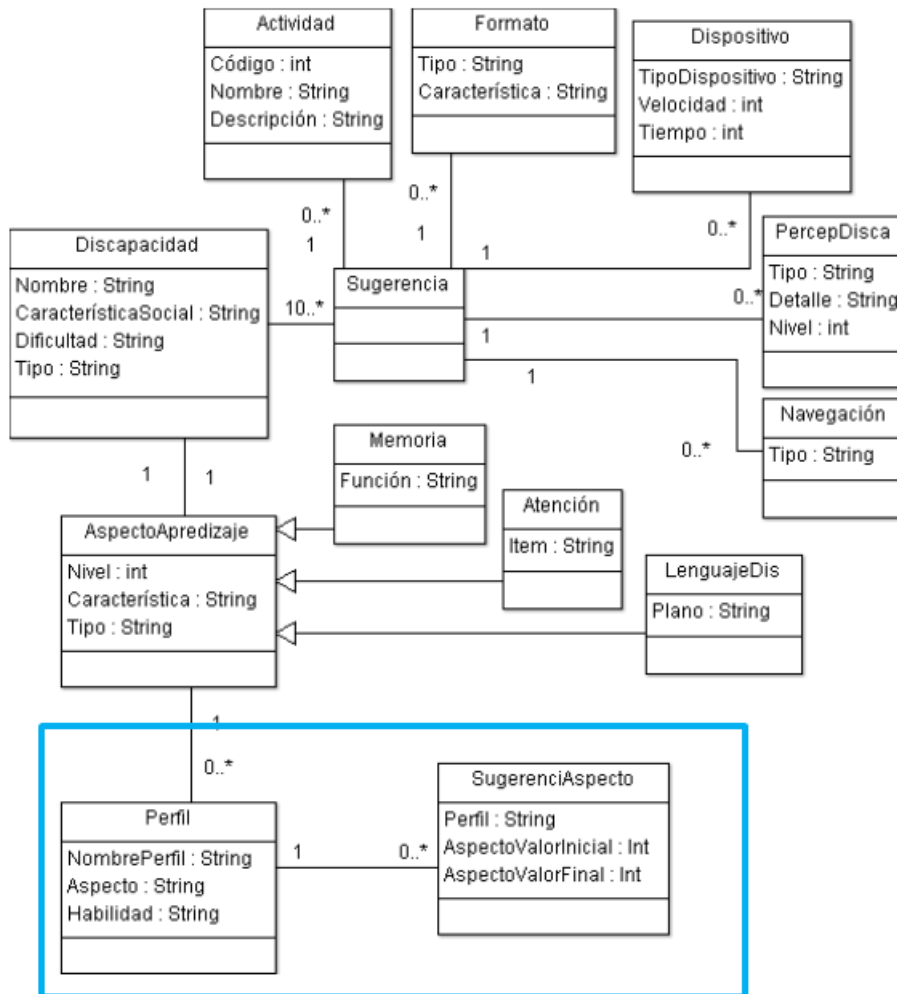 Actividad
Código : int
Nombre : String
Descripción : String
Formato
Tipo : String
Característica : String
Dispositivo
TipoDispositivo : String
Velocidad : int
Tiempo : int
0..*
1
0..*
1
0..*
1
Discapacidad
Nombre : String
CaracterísticaSocial : String
Dificultad : String
Tipo : String
10..*
Sugerencia
PercepDisca
Tipo : String
Detalle : String
Nivel : int
0..*
1
1
0..*
Navegación
Tipo : String
1
1
Memoria
Función : String
Atención
Item : String
LenguajeDis
Plano : String
AspectoApredizaje
Nivel : int
Característica : String
Tipo : String
1
0..*
Perfil
NombrePerfil : String
Aspecto : String
Habilidad : String
1
0..*
SugerenciAspecto
Perfil : String
AspectoValorInicial : Int
AspectoValorFinal : Int